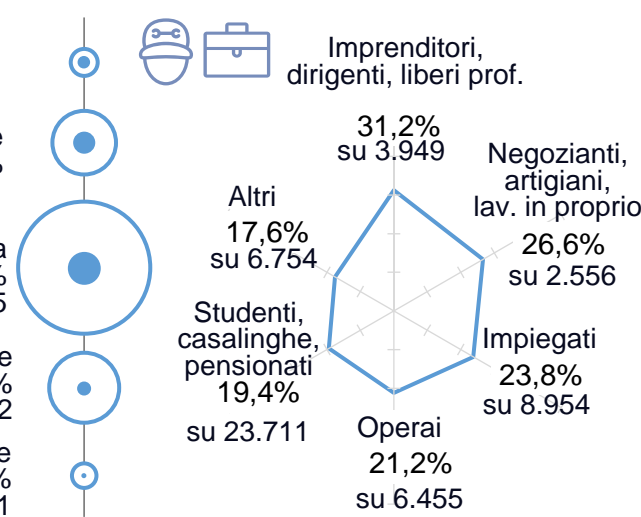 Imprenditori,
dirigenti, liberi prof.
31,2%
su 3.949
Negozianti,
artigiani,
lav. in proprio
26,6%
su 2.556
Impiegati
23,8%
su 8.954
Operai
21,2%
su 6.455
Studenti,
casalinghe,
pensionati
19,4%
su 23.711
Altri
17,6%
su 6.754